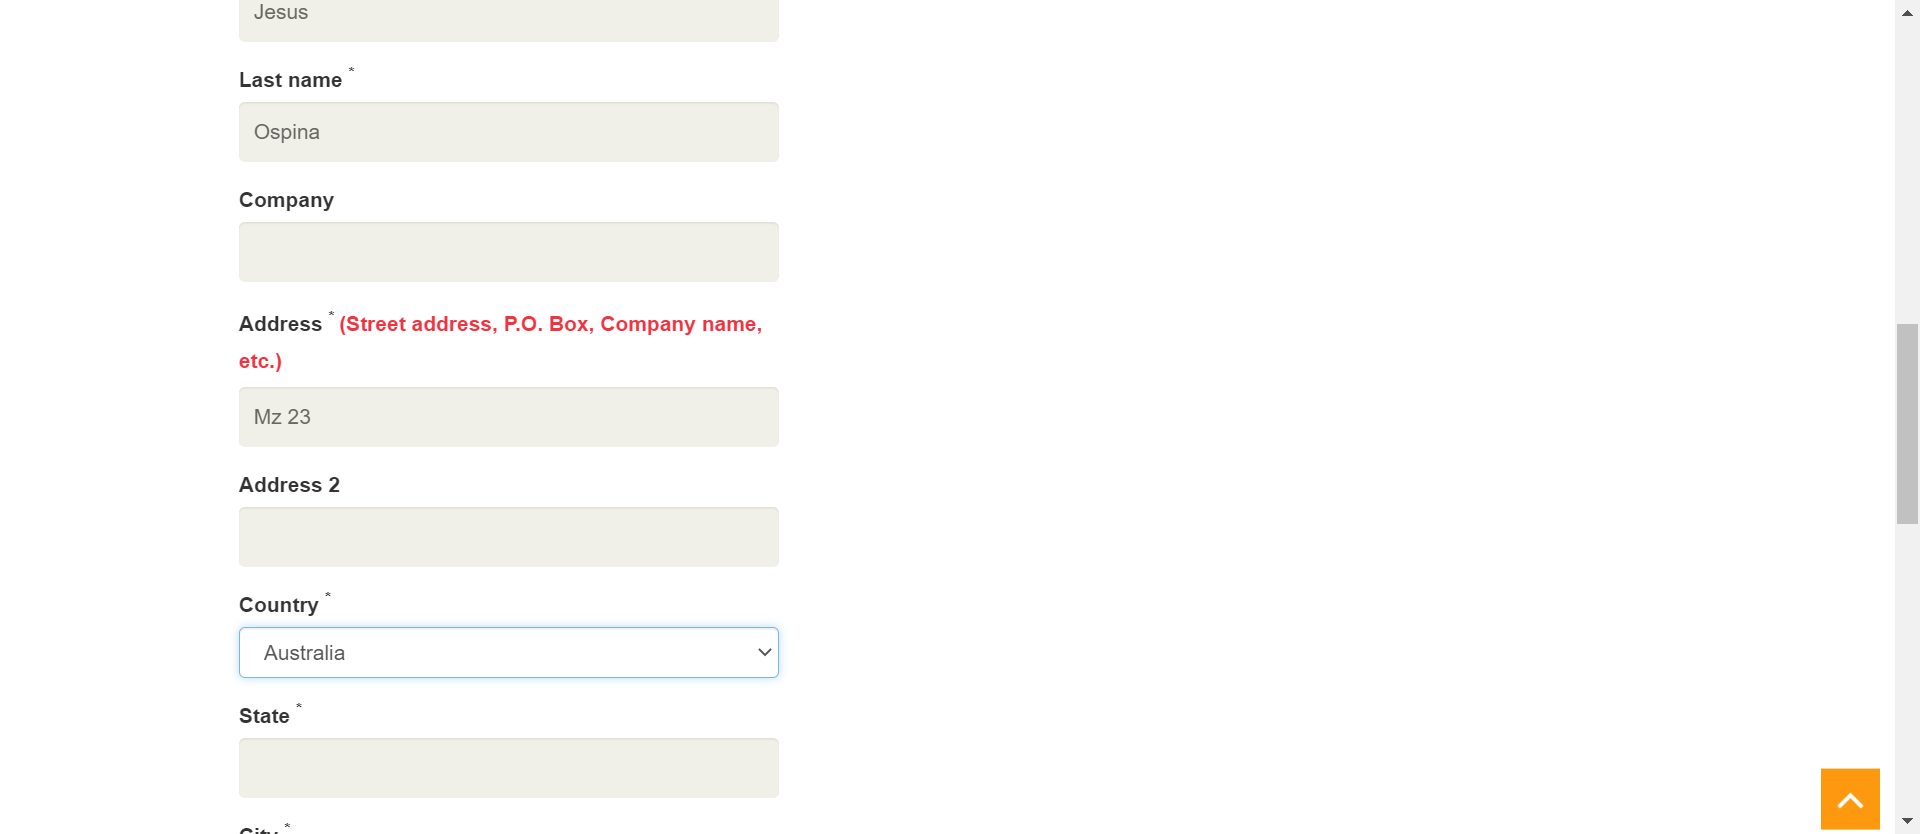 Jesus
Last name *
Ospina
Company
Address * (Street address, P.O. Box, Company name,
etc.)
Mz 23
Address 2
Country *
Australia
State *
City *